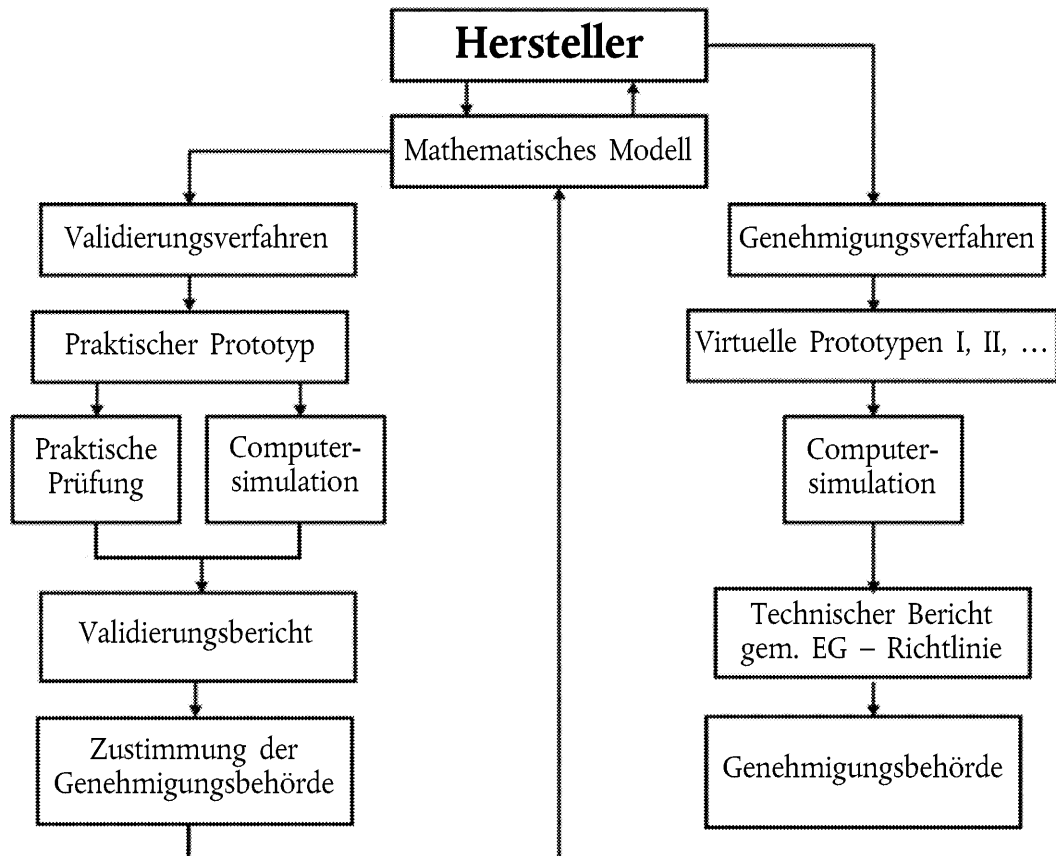 Hersteller
Mathematisches Modell
Validierungsverfahren
Praktischer Prototyp
Praktische
Prüfung
Computer-
simulation
Validierungsbericht
Zustimmung der
Genehmigungsbehörde
Genehmigungsverfahren
Virtuelle Prototypen I, II, …
Computer-
simulation
Technischer Bericht
gem. EG – Richtlinie
Genehmigungsbehörde